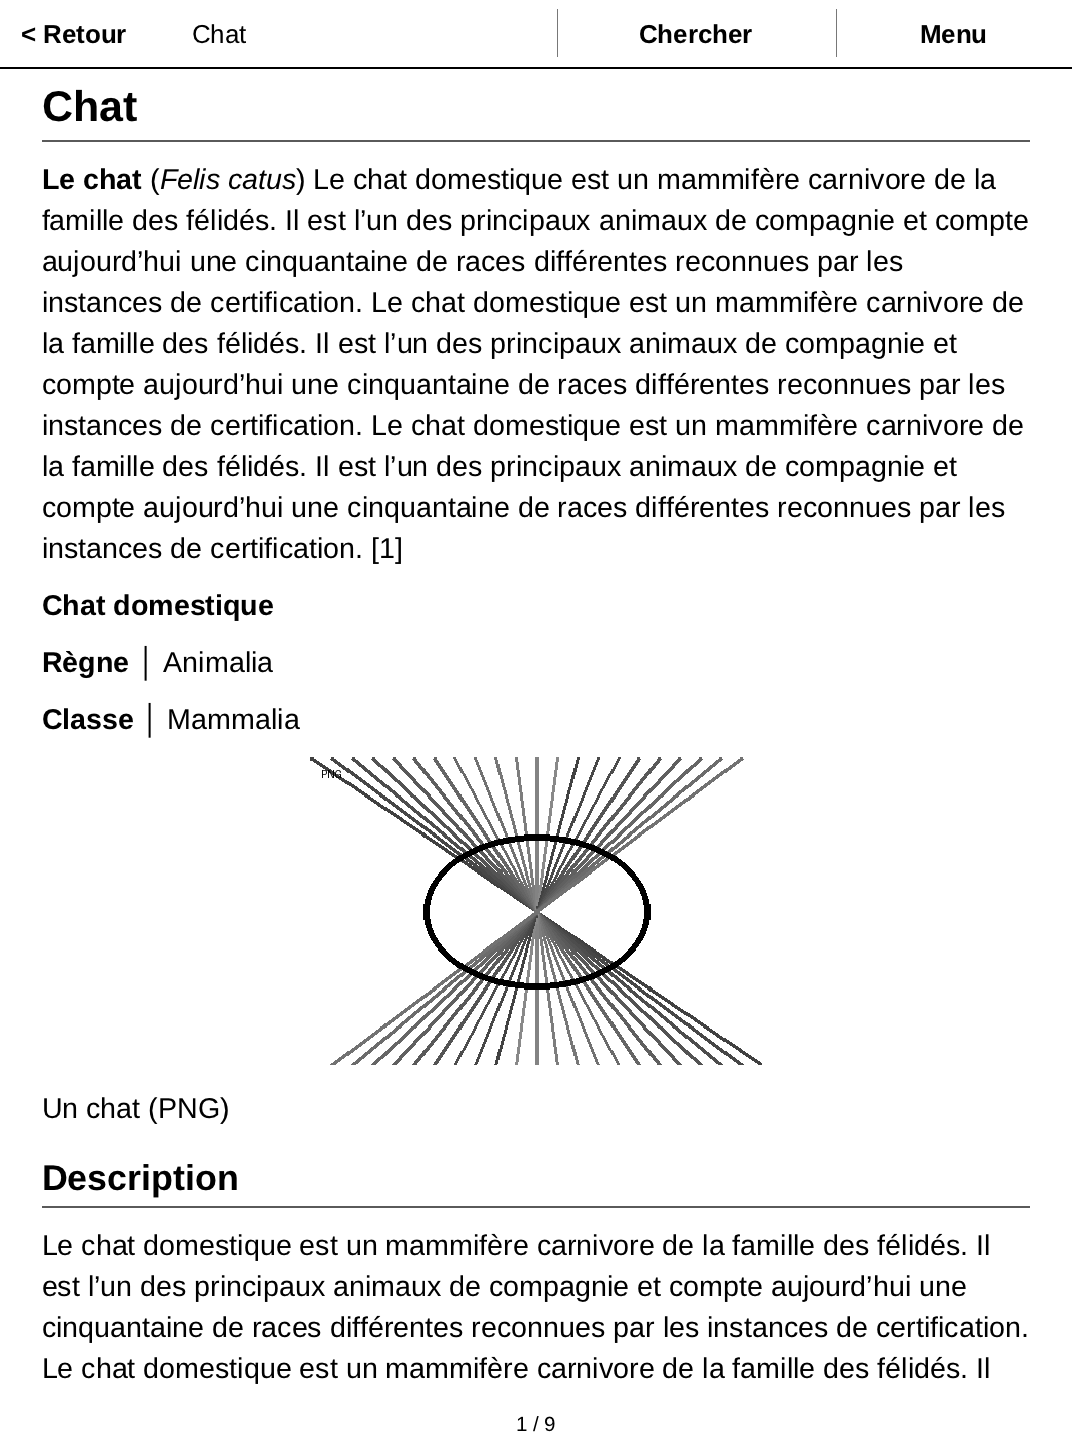 < Retour Chat Chercher Menu
Chat
Le chat (Felis catus) Le chat domestique est un mammifère carnivore de la
famille des félidés. Il est l’un des principaux animaux de compagnie et compte
aujourd’hui une cinquantaine de races différentes reconnues par les
instances de certification. Le chat domestique est un mammifère carnivore de
la famille des félidés. Il est l’un des principaux animaux de compagnie et
compte aujourd’hui une cinquantaine de races différentes reconnues par les
instances de certification. Le chat domestique est un mammifère carnivore de
la famille des félidés. Il est l’un des principaux animaux de compagnie et
compte aujourd’hui une cinquantaine de races différentes reconnues par les
instances de certification. [1]
Chat domestique
Règne │ Animalia
Classe │ Mammalia
PNG
Un chat (PNG)
Description
Le chat domestique est un mammifère carnivore de la famille des félidés. Il
est l’un des principaux animaux de compagnie et compte aujourd’hui une
cinquantaine de races différentes reconnues par les instances de certification.
Le chat domestique est un mammifère carnivore de la famille des félidés. Il
1 / 9